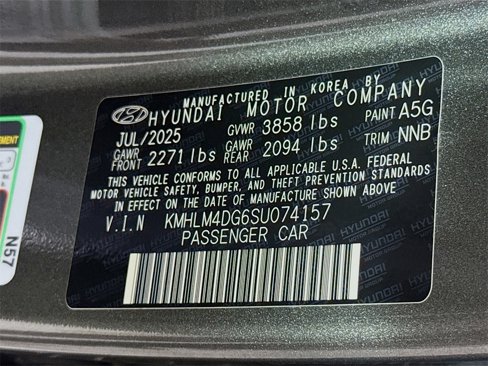 MANUFACTURED IN KOREA BY
HYUNDAI MOTOR COMPANY
JUL/2025 GVWR 3858 lbs PAINT A5G
GAWR FRONT 2271 lbs GAWR REAR 2094 lbs TRIM NNB
THIS VEHICLE CONFORMS TO ALL APPLICABLE U.S.A. FEDERAL
MOTOR VEHICLE SAFETY, BUMPER, AND THEFT PREVENTION STANDARDS
IN EFFECT ON THE DATE OF MANUFACTURE SHOWN ABOVE.
V.I.N KMHLM4DG6SU074157
PASSENGER CAR
N57